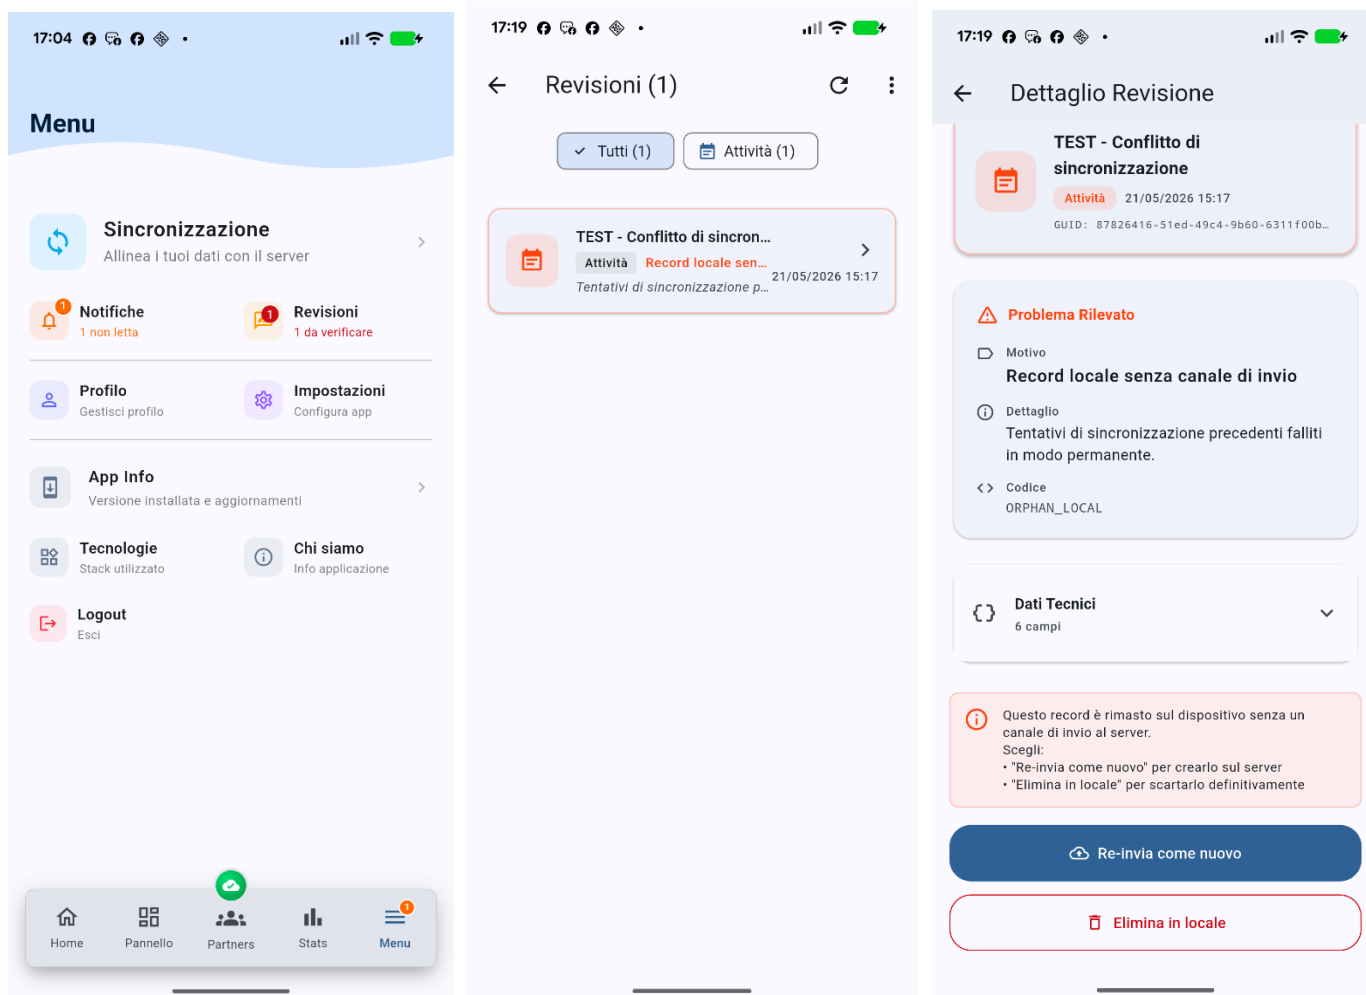 17:04
Menu
Sincronizzazione
Allinea i tuoi dati con il server
1
Notifiche
1 non letta
1
Revisioni
1 da verificare
Profilo
Gestisci profilo
Impostazioni
Configura app
App Info
Versione installata e aggiornamenti
Tecnologie
Stack utilizzato
Chi siamo
Info applicazione
Logout
Esci
Home
Pannello
Partners
Stats
1
Menu
17:19
Revisioni (1)
Tutti (1)
Attività (1)
TEST - Conflitto di sincron...
Attività
Record locale sen...
21/05/2026 15:17
Tentativi di sincronizzazione p...
17:19
Dettaglio Revisione
TEST - Conflitto di
sincronizzazione
Attività
21/05/2026 15:17
GUID: 87826416-51ed-49c4-9b60-6311f00b…
Problema Rilevato
Motivo
Record locale senza canale di invio
Dettaglio
Tentativi di sincronizzazione precedenti falliti
in modo permanente.
Codice
ORPHAN_LOCAL
Dati Tecnici
6 campi
Questo record è rimasto sul dispositivo senza un
canale di invio al server.
Scegli:
• "Re-invia come nuovo" per crearlo sul server
• "Elimina in locale" per scartarlo definitivamente
Re-invia come nuovo
Elimina in locale